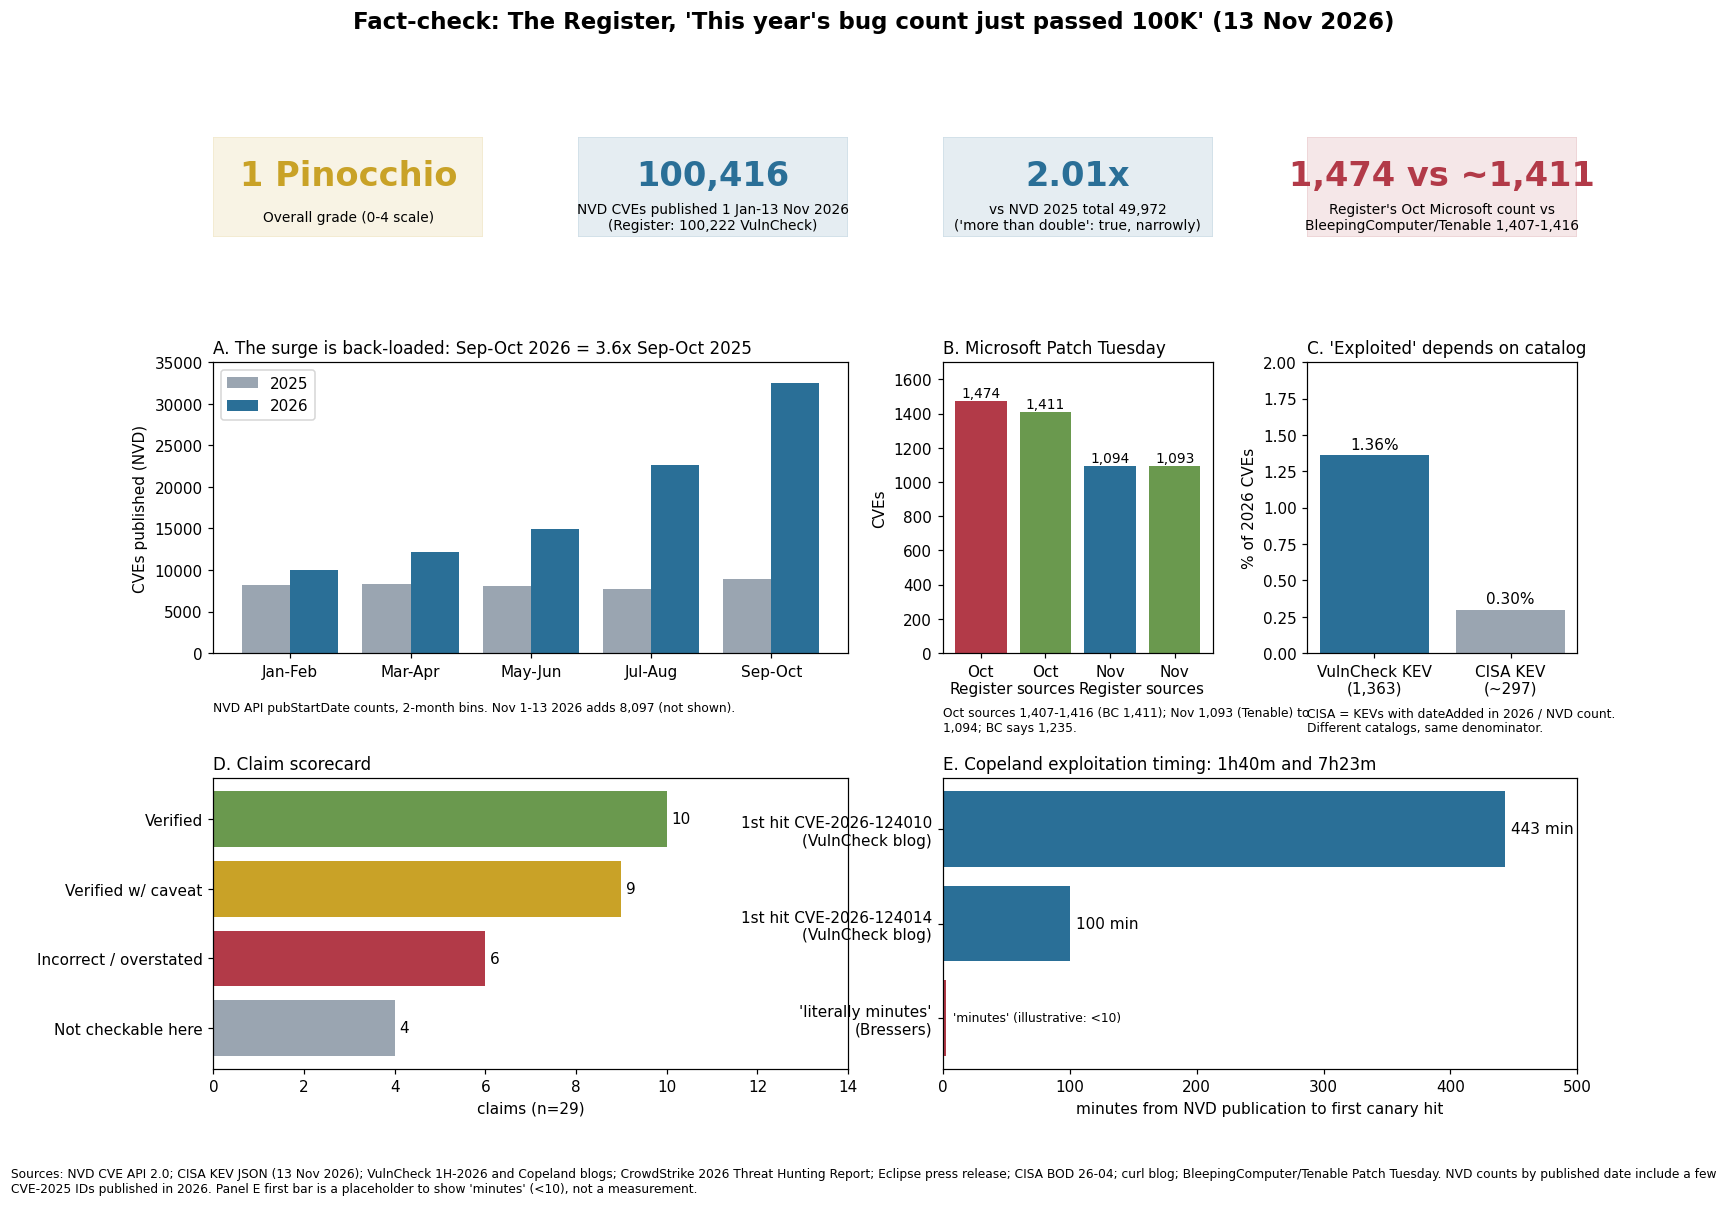 Fact-check: The Register, 'This year's bug count just passed 100K' (13 Nov 2026)
1 Pinocchio
Overall grade (0-4 scale)
100,416
NVD CVEs published 1 Jan-13 Nov 2026
(Register: 100,222 VulnCheck)
2.01x
vs NVD 2025 total 49,972
('more than double': true, narrowly)
1,474 vs ~1,411
Register's Oct Microsoft count vs
BleepingComputer/Tenable 1,407-1,416
A. The surge is back-loaded: Sep-Oct 2026 = 3.6x Sep-Oct 2025
CVEs published (NVD)
35000
30000
25000
20000
15000
10000
5000
0
2025
2026
Jan-Feb
Mar-Apr
May-Jun
Jul-Aug
Sep-Oct
NVD API pubStartDate counts, 2-month bins. Nov 1-13 2026 adds 8,097 (not shown).
B. Microsoft Patch Tuesday
CVEs
1600
1400
1200
1000
800
600
400
200
0
1,474
1,411
1,094
1,093
Oct
Register
Oct
sources
Nov
Register
Nov
sources
Oct sources 1,407-1,416 (BC 1,411); Nov 1,093 (Tenable) to
1,094; BC says 1,235.
C. 'Exploited' depends on catalog
% of 2026 CVEs
2.00
1.75
1.50
1.25
1.00
0.75
0.50
0.25
0.00
1.36%
0.30%
VulnCheck KEV
(1,363)
CISA KEV
(~297)
CISA = KEVs with dateAdded in 2026 / NVD count.
Different catalogs, same denominator.
D. Claim scorecard
Verified
10
Verified w/ caveat
9
Incorrect / overstated
6
Not checkable here
4
0
2
4
6
8
10
12
14
claims (n=29)
E. Copeland exploitation timing: 1h40m and 7h23m
1st hit CVE-2026-124010
(VulnCheck blog)
443 min
1st hit CVE-2026-124014
(VulnCheck blog)
100 min
'literally minutes'
(Bressers)
'minutes' (illustrative: <10)
0
100
200
300
400
500
minutes from NVD publication to first canary hit
Sources: NVD CVE API 2.0; CISA KEV JSON (13 Nov 2026); VulnCheck 1H-2026 and Copeland blogs; CrowdStrike 2026 Threat Hunting Report; Eclipse press release; CISA BOD 26-04; curl blog; BleepingComputer/Tenable Patch Tuesday. NVD counts by published date include a few
CVE-2025 IDs published in 2026. Panel E first bar is a placeholder to show 'minutes' (<10), not a measurement.